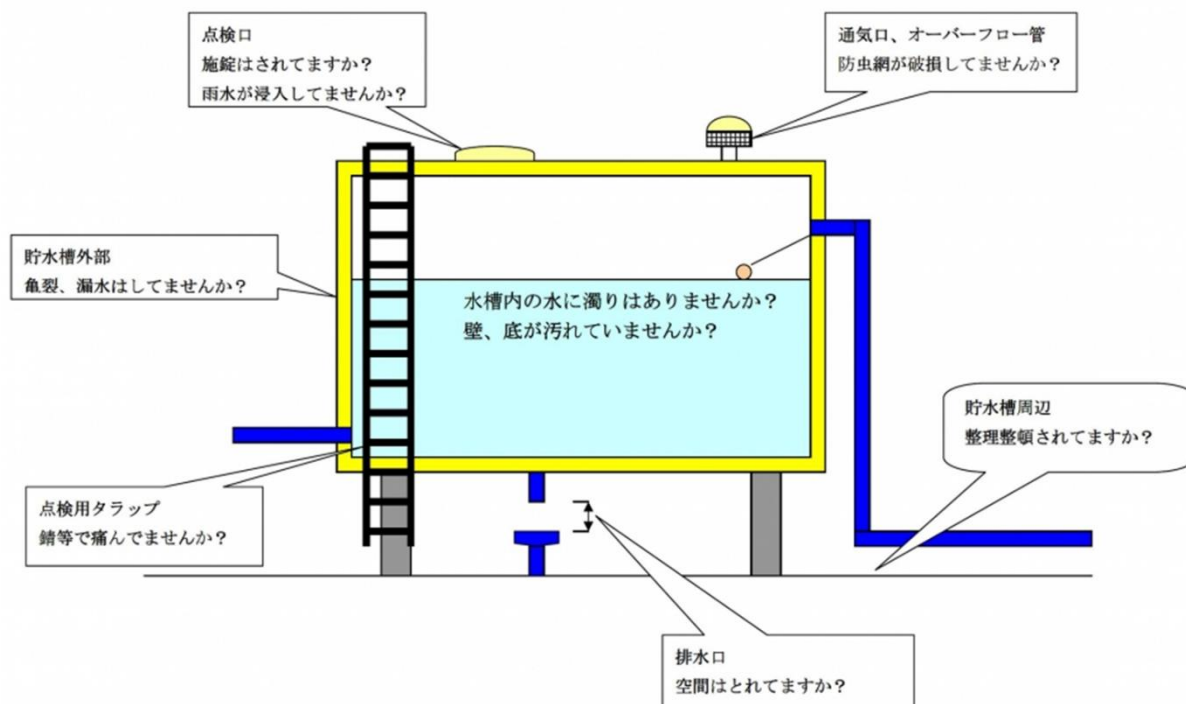 点検口
施錠はされてますか？
雨水が浸入してませんか？
通気口、オーバーフロー管
防虫網が破損してませんか？
貯水槽外部
亀裂、漏水はしてませんか？
水槽内の水に濁りはありませんか？
壁、底が汚れていませんか？
貯水槽周辺
整理整頓されてますか？
点検用タラップ
錆等で痛んでませんか？
排水口
空間はとれてますか？